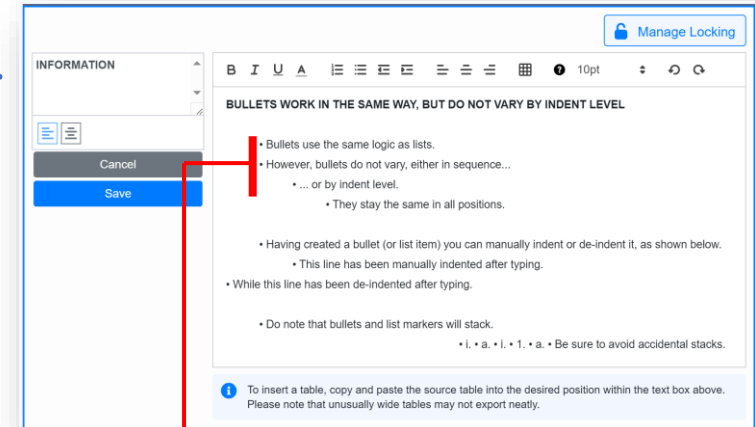 Manage Locking
INFORMATION
Cancel
Save
B I U A 10pt
BULLETS WORK IN THE SAME WAY, BUT DO NOT VARY BY INDENT LEVEL
• Bullets use the same logic as lists.
• However, bullets do not vary, either in sequence...
• ... or by indent level.
• They stay the same in all positions.
• Having created a bullet (or list item) you can manually indent or de-indent it, as shown below.
• This line has been manually indented after typing.
• While this line has been de-indented after typing.
• Do note that bullets and list markers will stack.
• i. • a. • i. • 1. • a. • Be sure to avoid accidental stacks.
To insert a table, copy and paste the source table into the desired position within the text box above.
Please note that unusually wide tables may not export neatly.